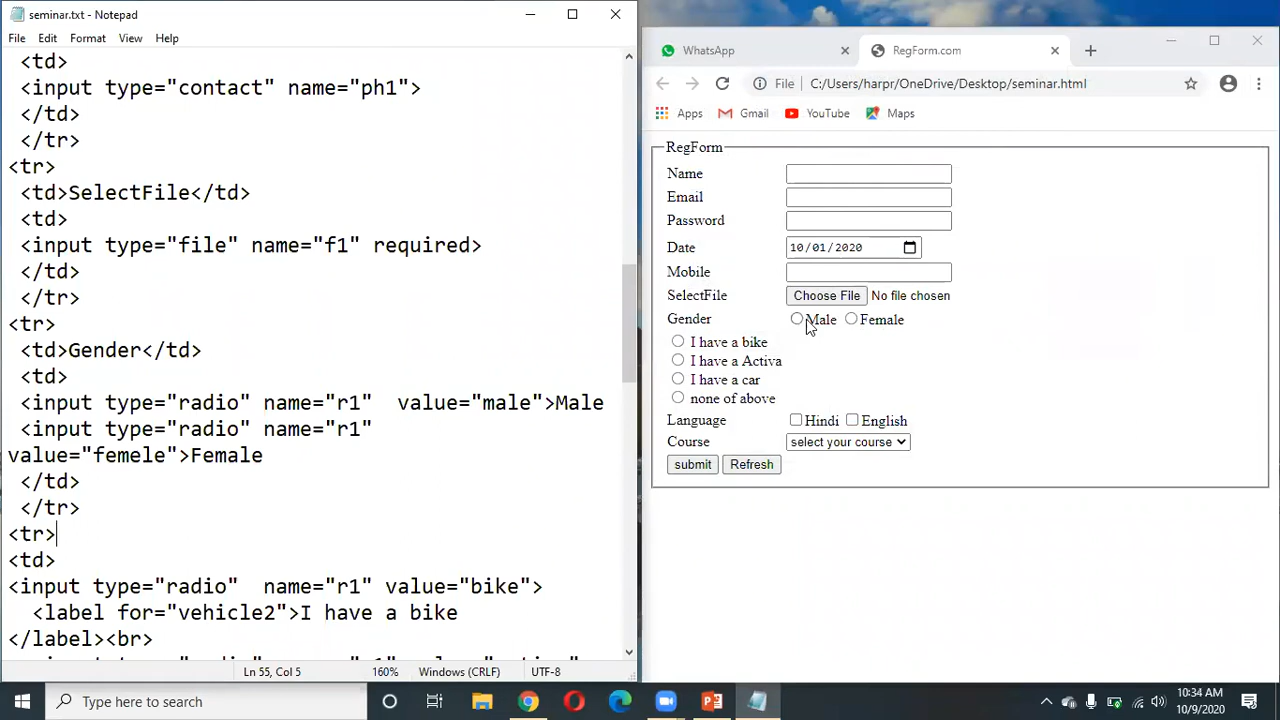 seminar.txt - Notepad
File Edit Format View Help
<td>
<input type="contact" name="ph1">
</td>
</tr>
<tr>
<td>SelectFile</td>
<td>
<input type="file" name="f1" required>
</td>
</tr>
<tr>
<td>Gender</td>
<td>
<input type="radio" name="r1"  value="male">Male
<input type="radio" name="r1"
value="femele">Female
</td>
</tr>
<tr>
<td>
<input type="radio"  name="r1" value="bike">
<label for="vehicle2">I have a bike
</label><br>
Ln 55, Col 5 160% Windows (CRLF) UTF-8
WhatsApp RegForm.com
File C:/Users/harpr/OneDrive/Desktop/seminar.html
Apps Gmail YouTube Maps
RegForm
Name
Email
Password
Date 10/01/2020
Mobile
SelectFile Choose File No file chosen
Gender Male Female
I have a bike
I have a Activa
I have a car
none of above
Language Hindi English
Course select your course
submit Refresh
Type here to search
10:34 AM
10/9/2020